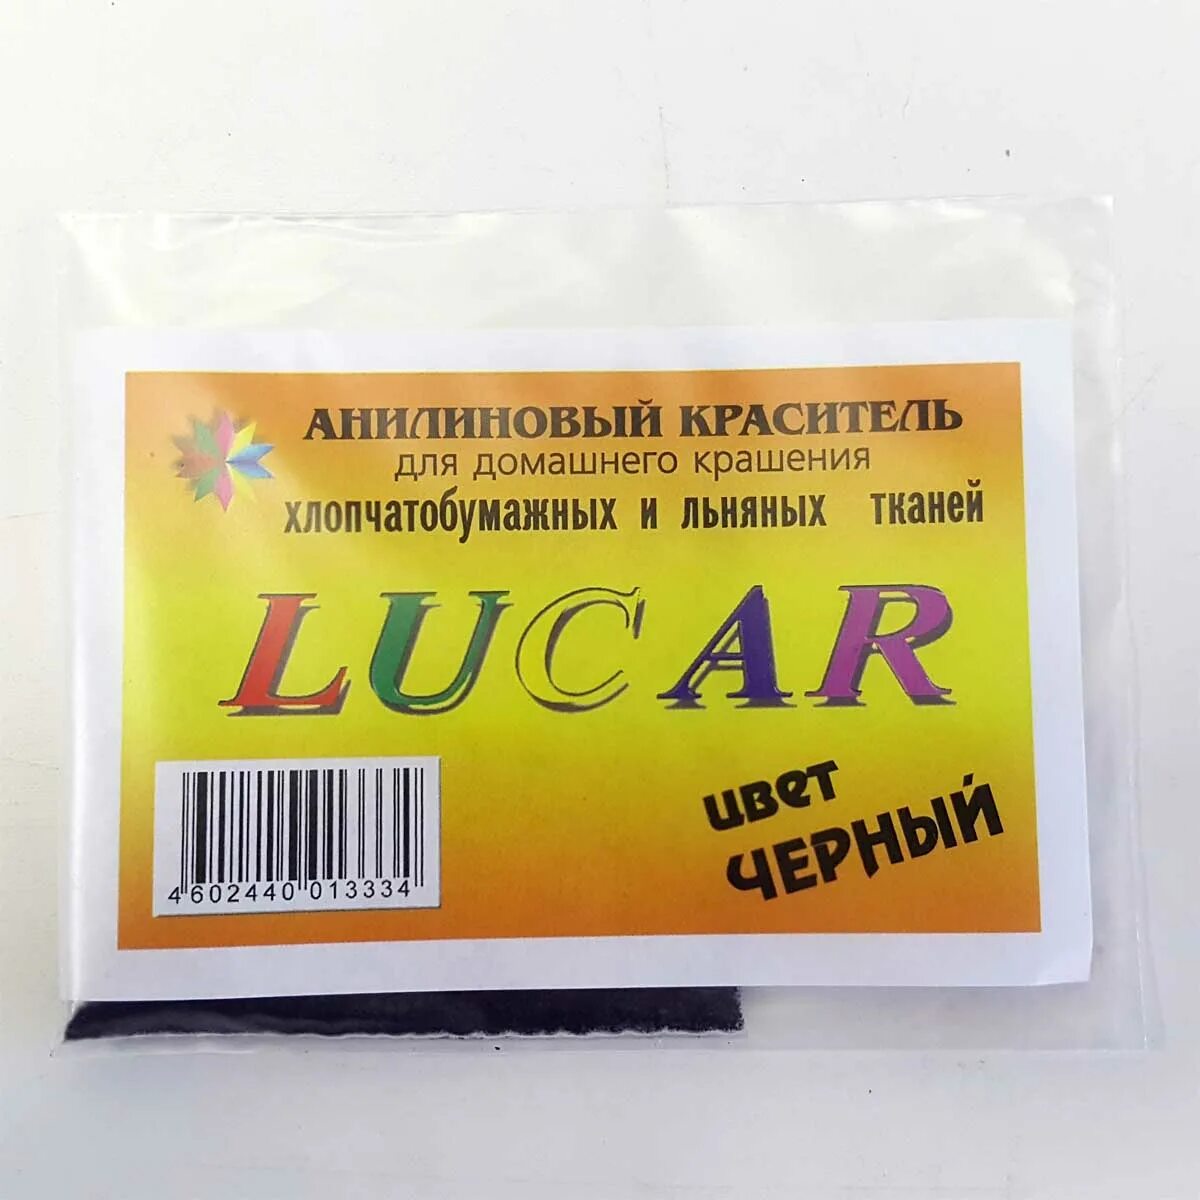 АНИЛИНОВЫЙ КРАСИТЕЛЬ
для домашнего крашения
хлопчатобумажных и льняных тканей
LUCAR
цвет
ЧЕРНЫЙ
4 602440 013334